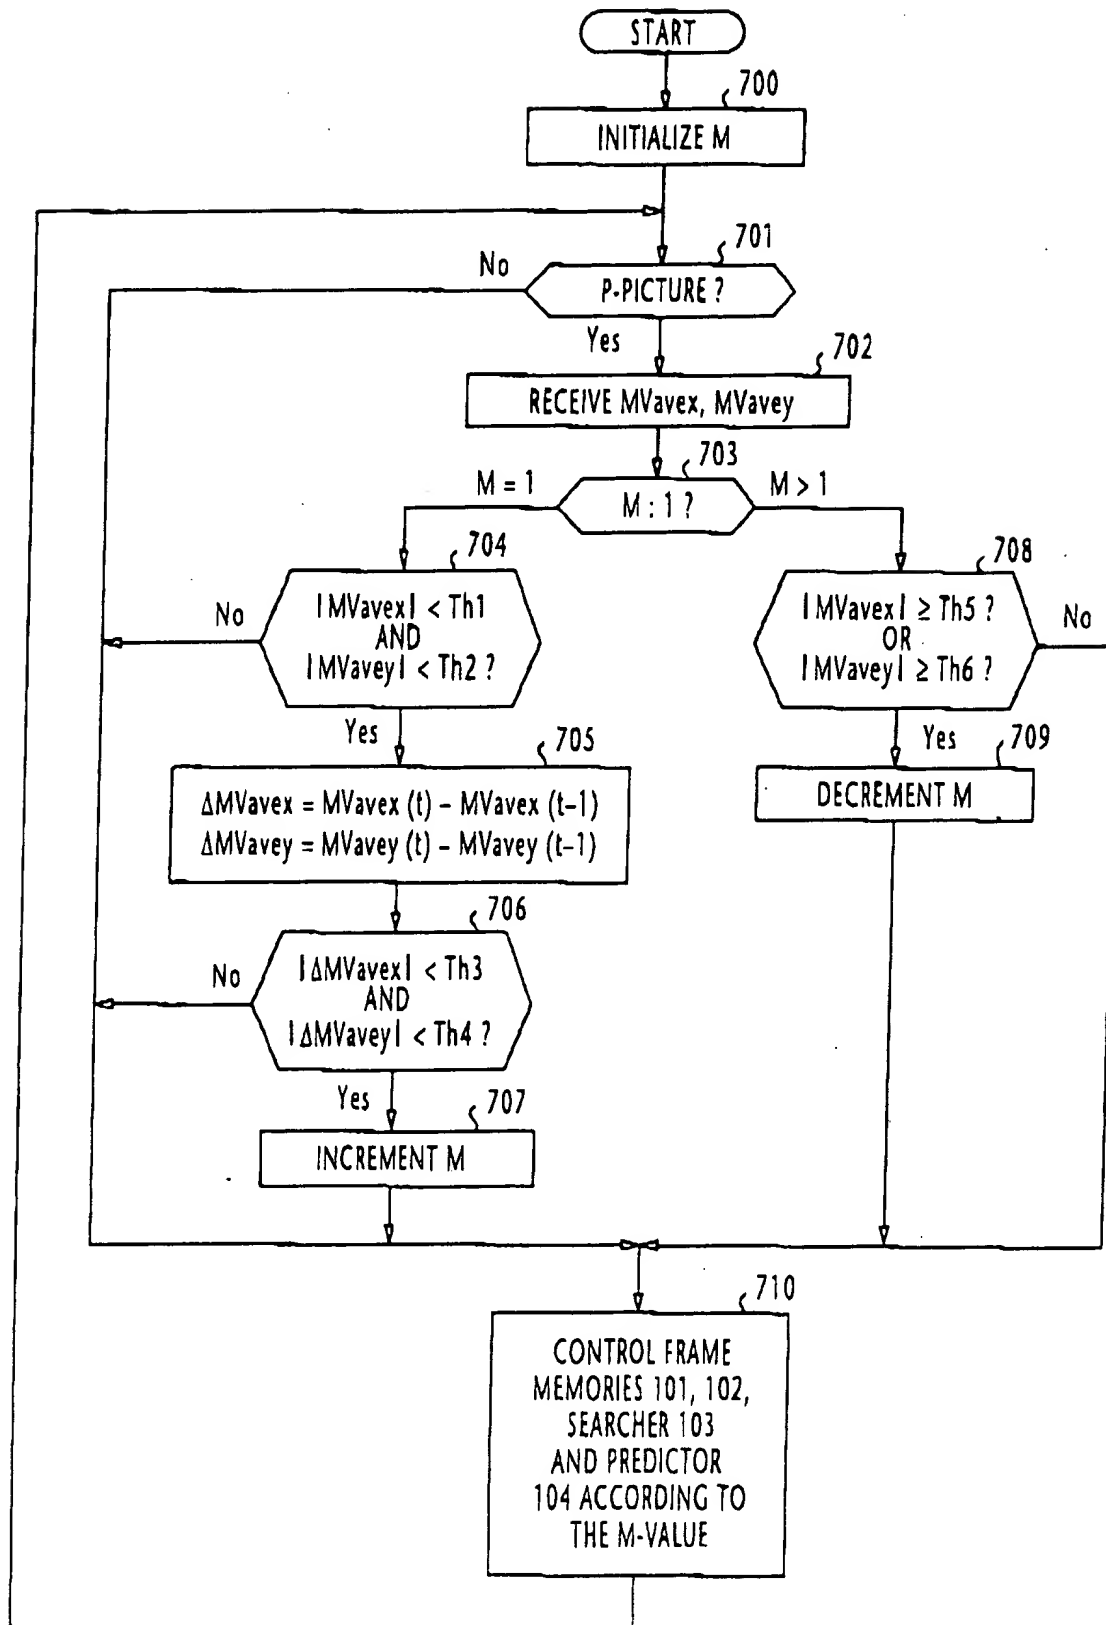 START
700
INITIALIZE M
701
No
P-PICTURE ?
Yes
702
RECEIVE MVavex, MVavey
703
M = 1
M : 1 ?
M > 1
704
|MVavex| < Th1
AND
|MVavey| < Th2 ?
No
Yes
708
|MVavex| ≥ Th5 ?
OR
|MVavey| ≥ Th6 ?
No
Yes
709
DECREMENT M
705
ΔMVavex = MVavex (t) – MVavex (t–1)
ΔMVavey = MVavey (t) – MVavey (t–1)
706
No
|ΔMVavex| < Th3
AND
|ΔMVavey| < Th4 ?
Yes
707
INCREMENT M
710
CONTROL FRAME
MEMORIES 101, 102,
SEARCHER 103
AND PREDICTOR
104 ACCORDING TO
THE M-VALUE